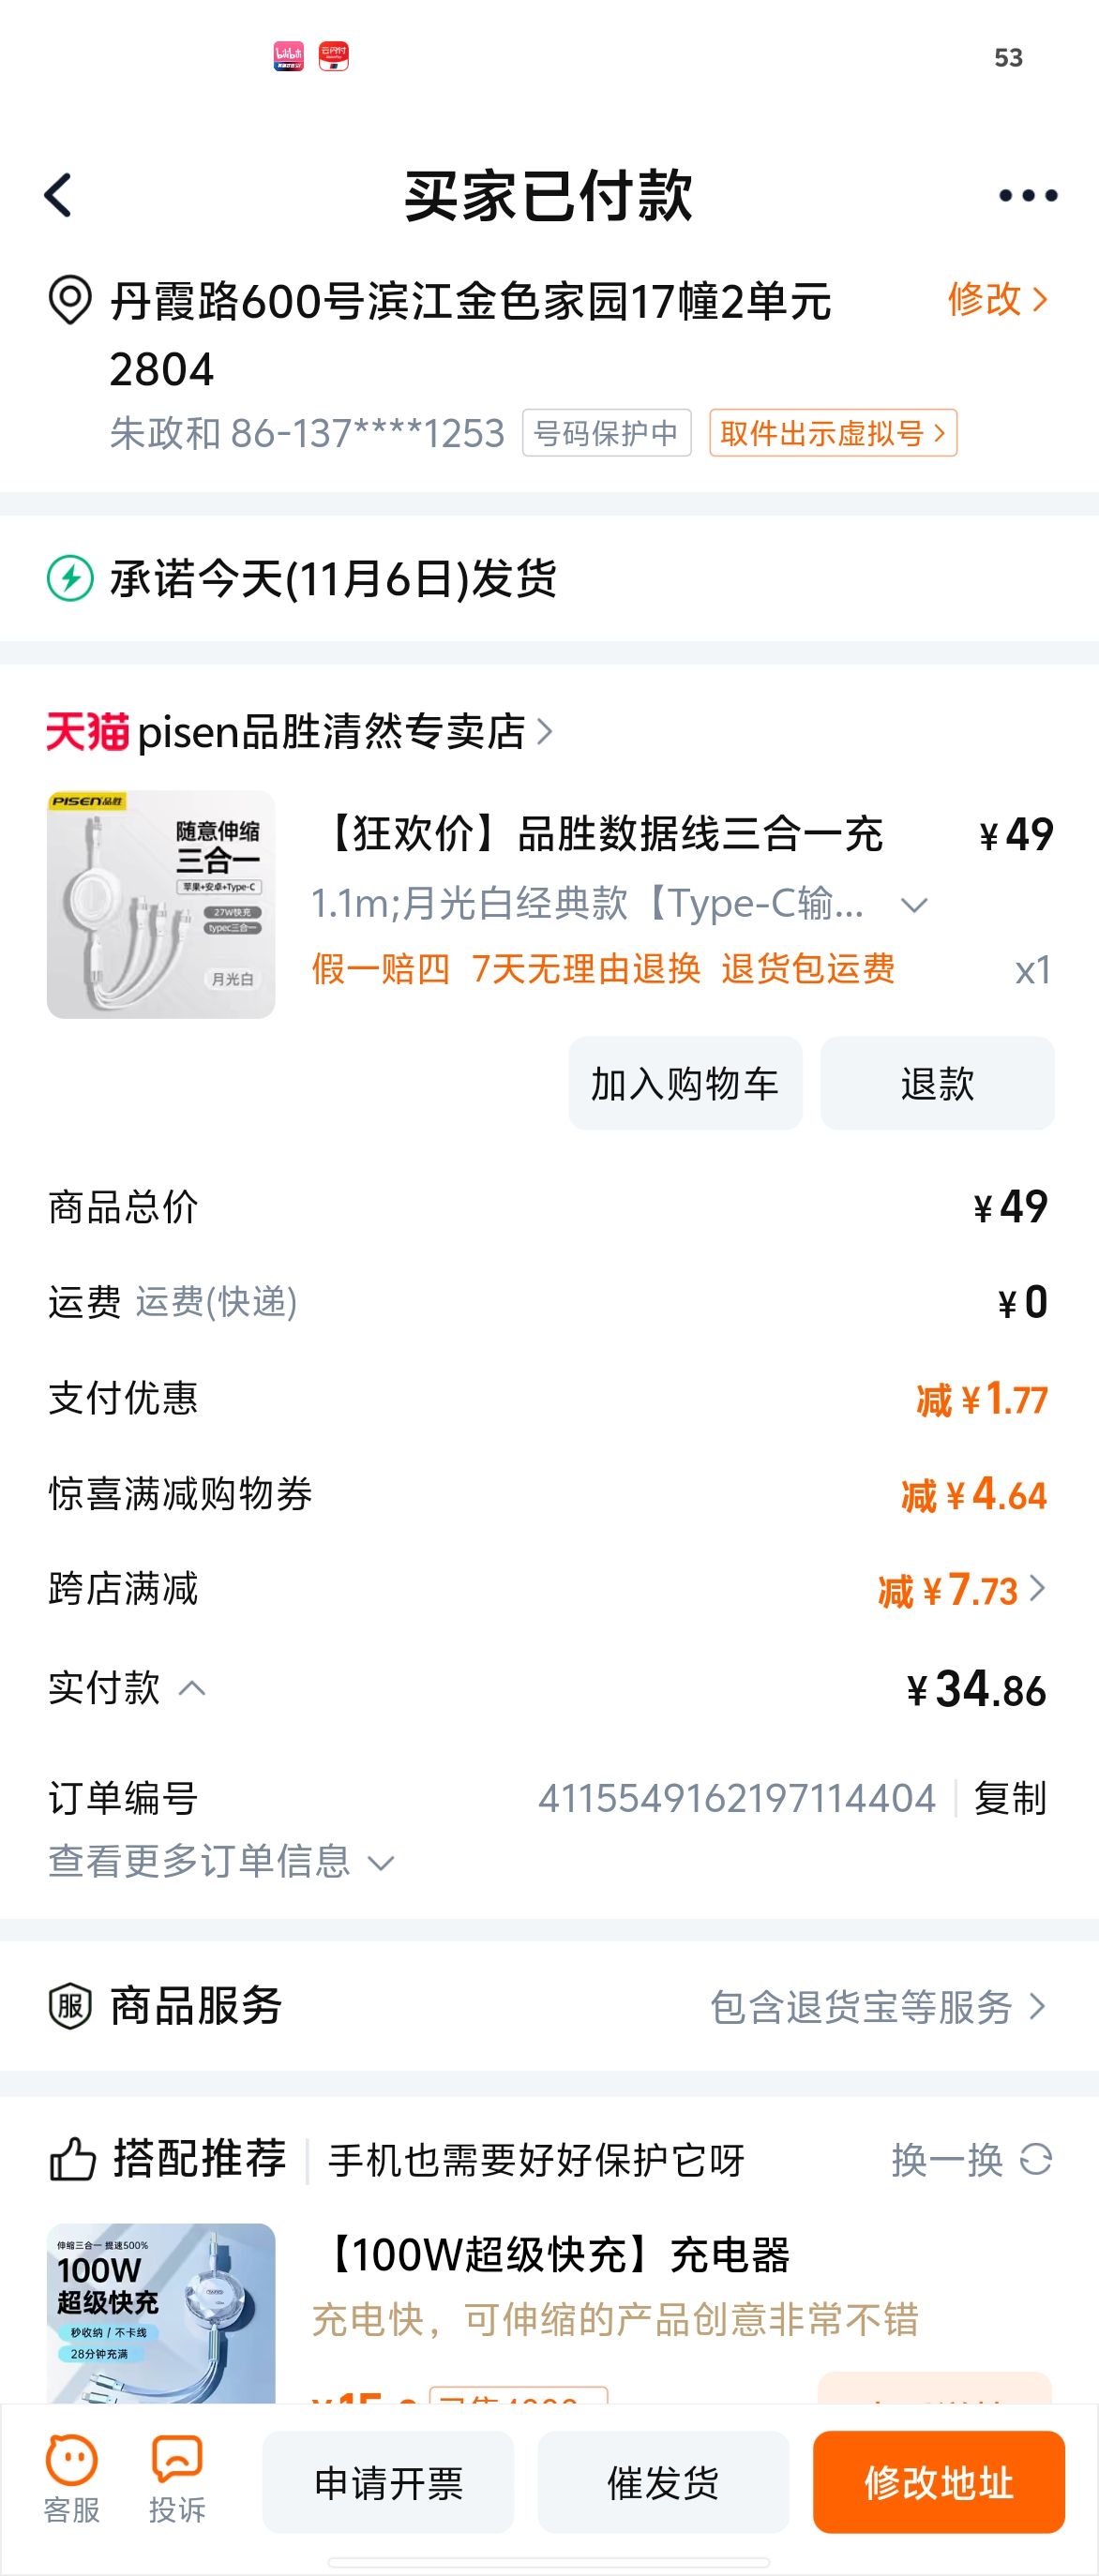 bilibili
云闪付
53
买家已付款
丹霞路600号滨江金色家园17幢2单元
2804
修改
朱政和 86-137****1253 号码保护中 取件出示虚拟号
承诺今天(11月6日)发货
天猫 pisen品胜清然专卖店
PISEN品胜
随意伸缩
三合一
苹果+安卓+Type-C
27W快充
typec三合一
月光白
【狂欢价】品胜数据线三合一充 ¥49
1.1m;月光白经典款【Type-C输...
假一赔四 7天无理由退换 退货包运费 x1
加入购物车 退款
商品总价 ¥49
运费 运费(快递) ¥0
支付优惠 减¥1.77
惊喜满减购物券 减¥4.64
跨店满减 减¥7.73
实付款 ¥34.86
订单编号 4115549162197114404 复制
查看更多订单信息
服 商品服务 包含退货宝等服务
搭配推荐 手机也需要好好保护它呀 换一换
伸缩三合一 提速500%
100W
超级快充
秒收纳 / 不卡线
28分钟充满
【100W超级快充】充电器
充电快，可伸缩的产品创意非常不错
客服 投诉 申请开票 催发货 修改地址